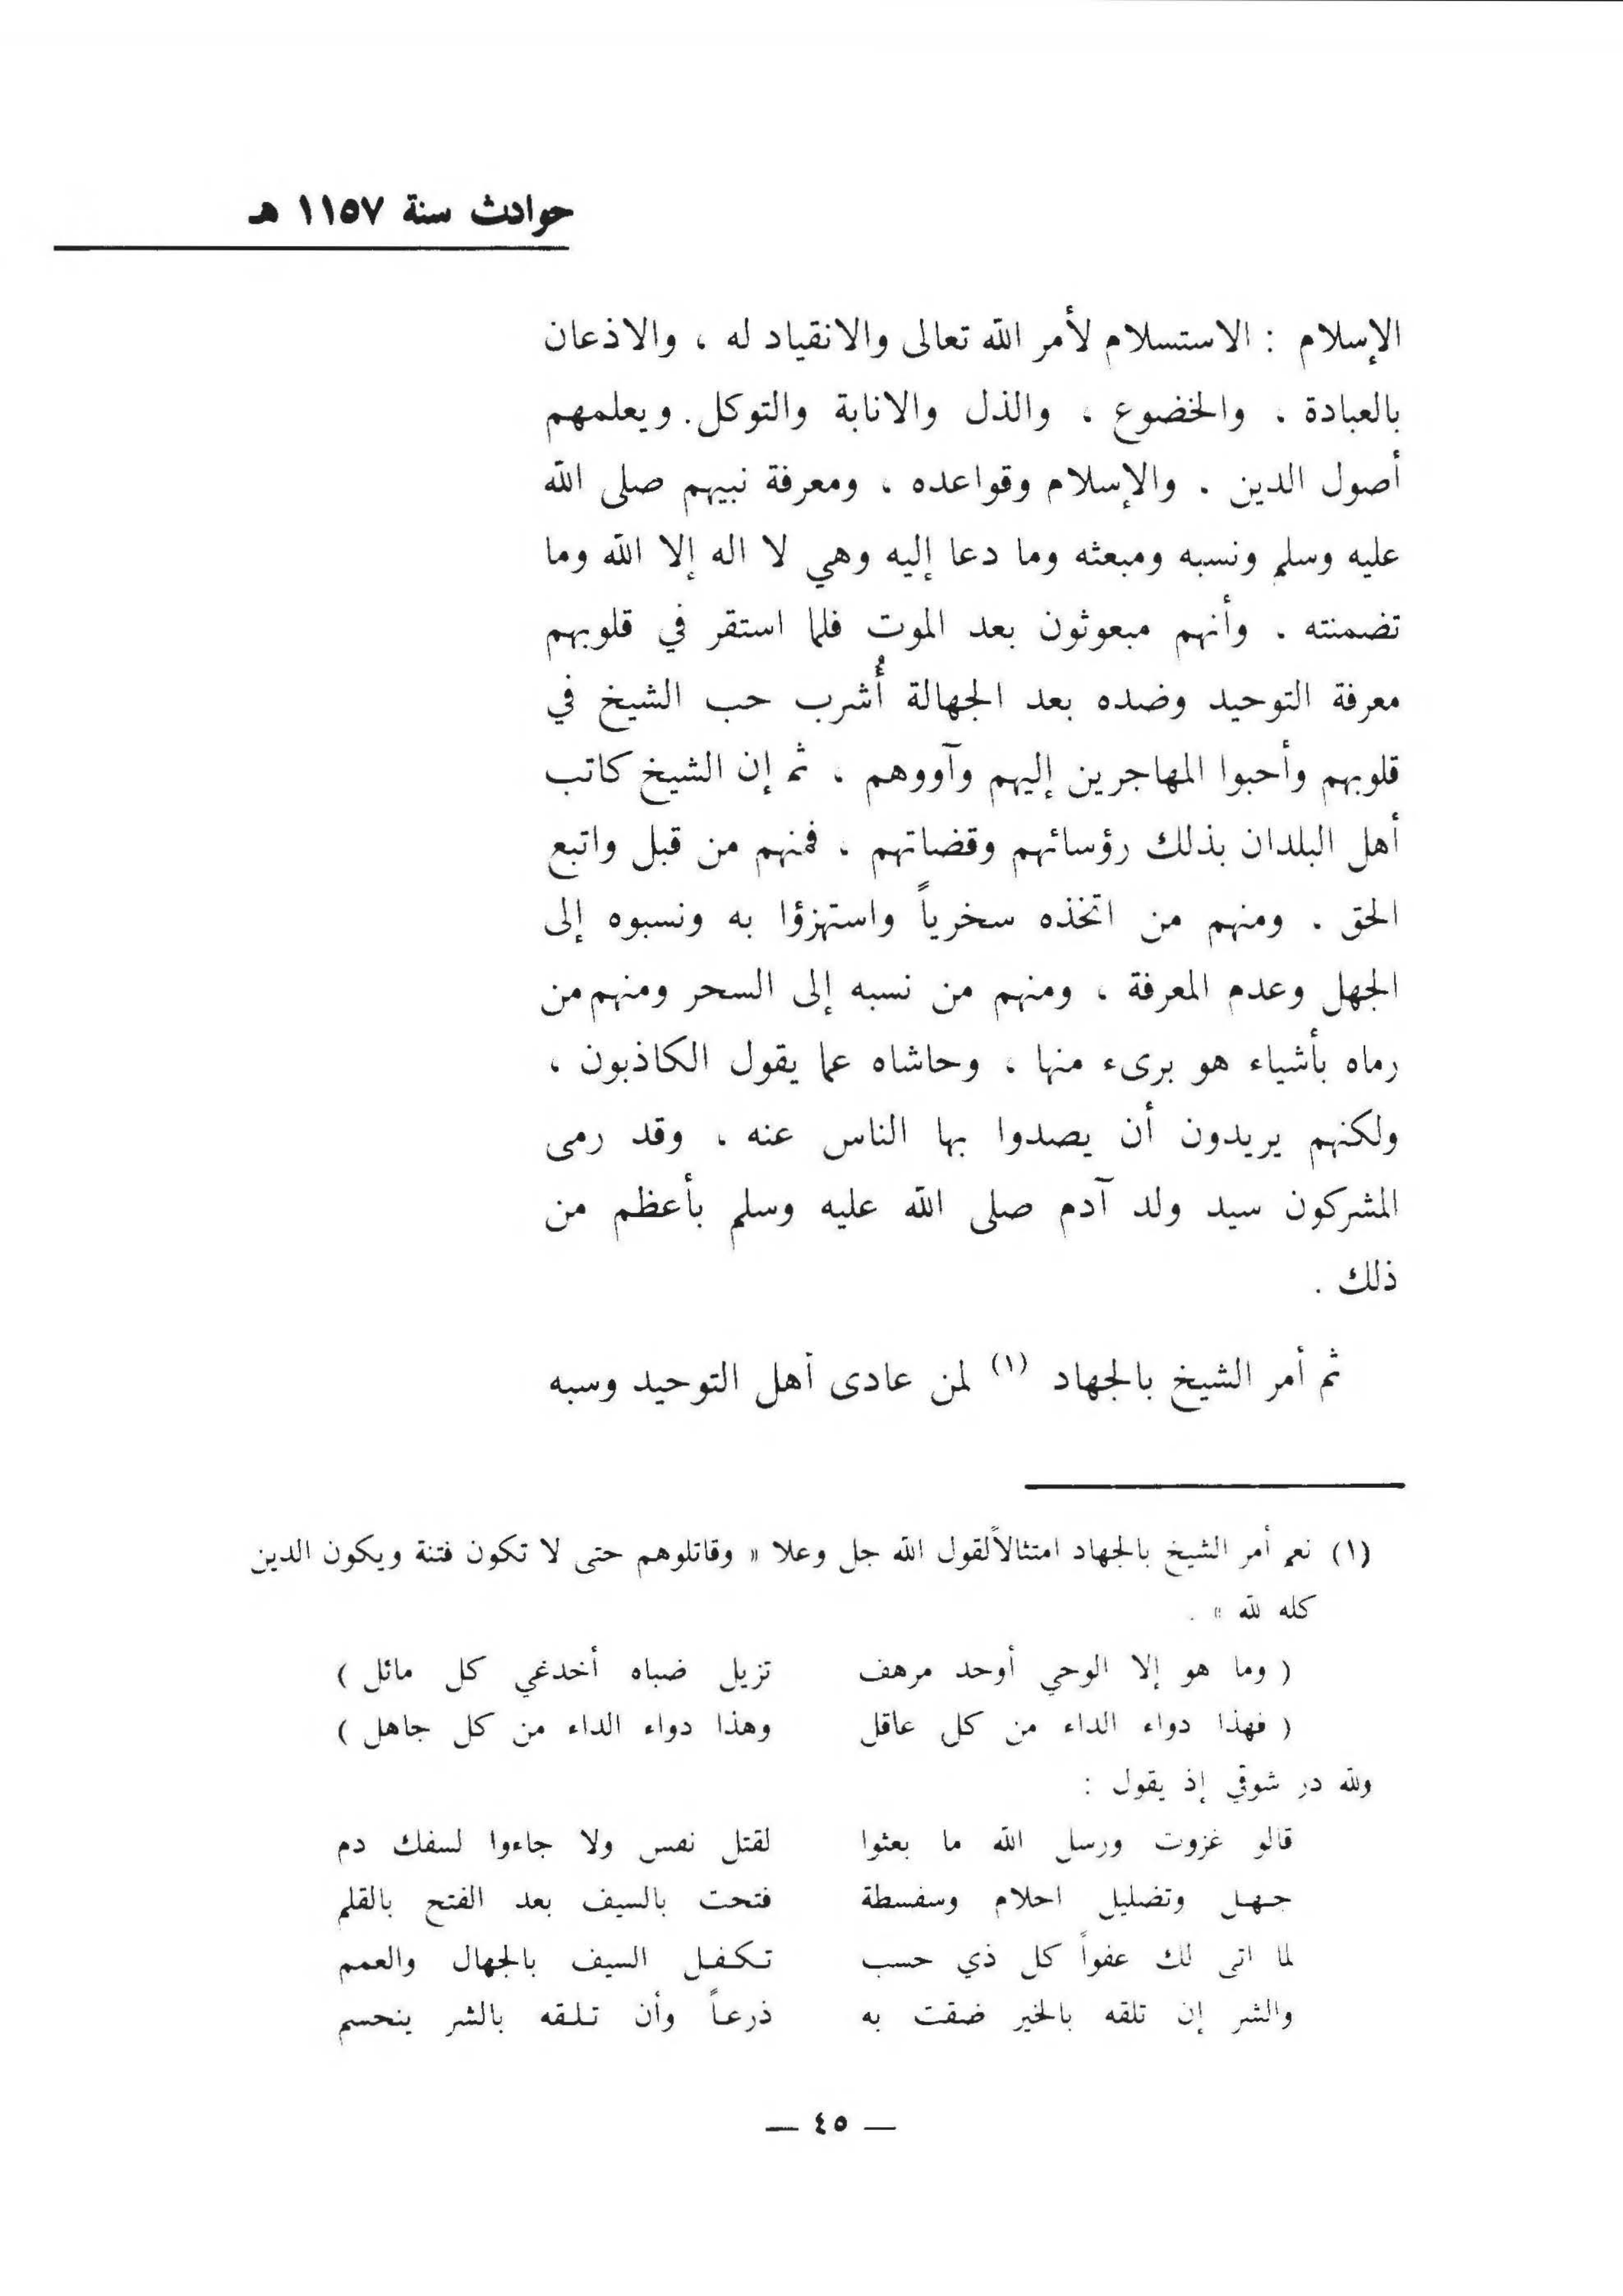 حوادث سنة ١١٥٧ هـ
الإسلام : الاستسلام لأمر الله تعالى والانقياد له ، والاذعان
بالعبادة ، والخضوع ، والذل والانابة والتوكل. ويعلمهم
أصول الدين . والإسلام وقواعده ، ومعرفة نبيهم صلى الله
عليه وسلم ونسبه ومبعثه وما دعا إليه وهي لا اله إلا الله وما
تضمنته . وأنهم مبعوثون بعد الموت فلما استقر في قلوبهم
معرفة التوحيد وضده بعد الجهالة أُشرب حب الشيخ في
قلوبهم وأحبوا المهاجرين إليهم وآووهم ، ثم إن الشيخ كاتب
أهل البلدان بذلك رؤسائهم وقضاتهم ، فمنهم من قبل واتبع
الحق . ومنهم من اتخذه سخرياً واستهزؤا به ونسبوه إلى
الجهل وعدم المعرفة ، ومنهم من نسبه إلى السحر ومنهم من
رماه بأشياء هو برىء منها ، وحاشاه عما يقول الكاذبون ،
ولكنهم يريدون أن يصدوا بها الناس عنه ، وقد رمى
المشركون سيد ولد آدم صلى الله عليه وسلم بأعظم من
ذلك .
ثم أمر الشيخ بالجهاد (١) لمن عادى أهل التوحيد وسبه
(١) نعم أمر الشيخ بالجهاد امتثالاًلقول الله جل وعلا « وقاتلوهم حتى لا تكون فتنة ويكون الدين
كله لله » .
( وما هو إلا الوحي أوحد مرهف تزيل ضباه أخدغي كل مائل )
( فهذا دواء الداء من كل عاقل وهذا دواء الداء من كل جاهل )
ولله در شوقي إذ يقول :
قالو غزوت ورسل الله ما بعثوا لقتل نفس ولا جاءوا لسفك دم
جهل وتضليل احلام وسفسطة فتحت بالسيف بعد الفتح بالقلم
لما اتى لك عفواً كل ذي حسب تكفل السيف بالجهال والعمم
والشر إن تلقه بالخير ضقت به ذرعاً وأن تلقه بالشر ينحسم
— ٤٥ —